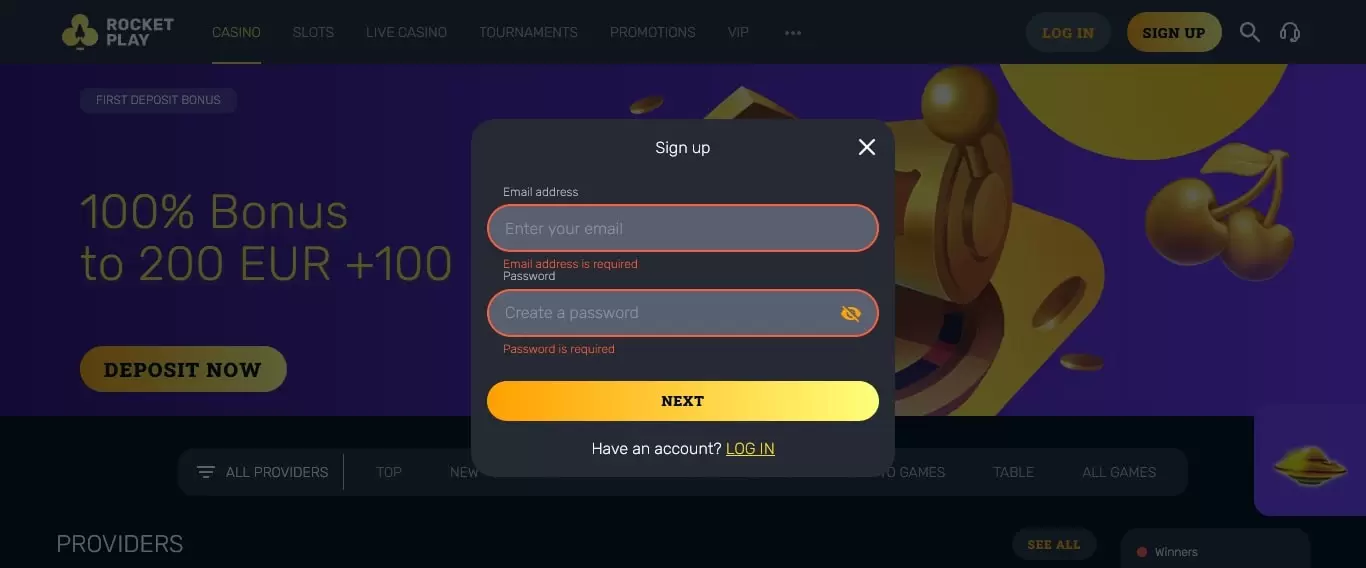 ROCKET
PLAY
CASINO
SLOTS
LIVE CASINO
TOURNAMENTS
PROMOTIONS
VIP
•••
LOG IN
SIGN UP
FIRST DEPOSIT BONUS
100% Bonus
to 200 EUR +100
DEPOSIT NOW
Sign up
Email address
Enter your email
Email address is required
Password
Create a password
Password is required
NEXT
Have an account? LOG IN
ALL PROVIDERS
TOP
NEW
GAMES
TABLE
ALL GAMES
PROVIDERS
SEE ALL
Winners